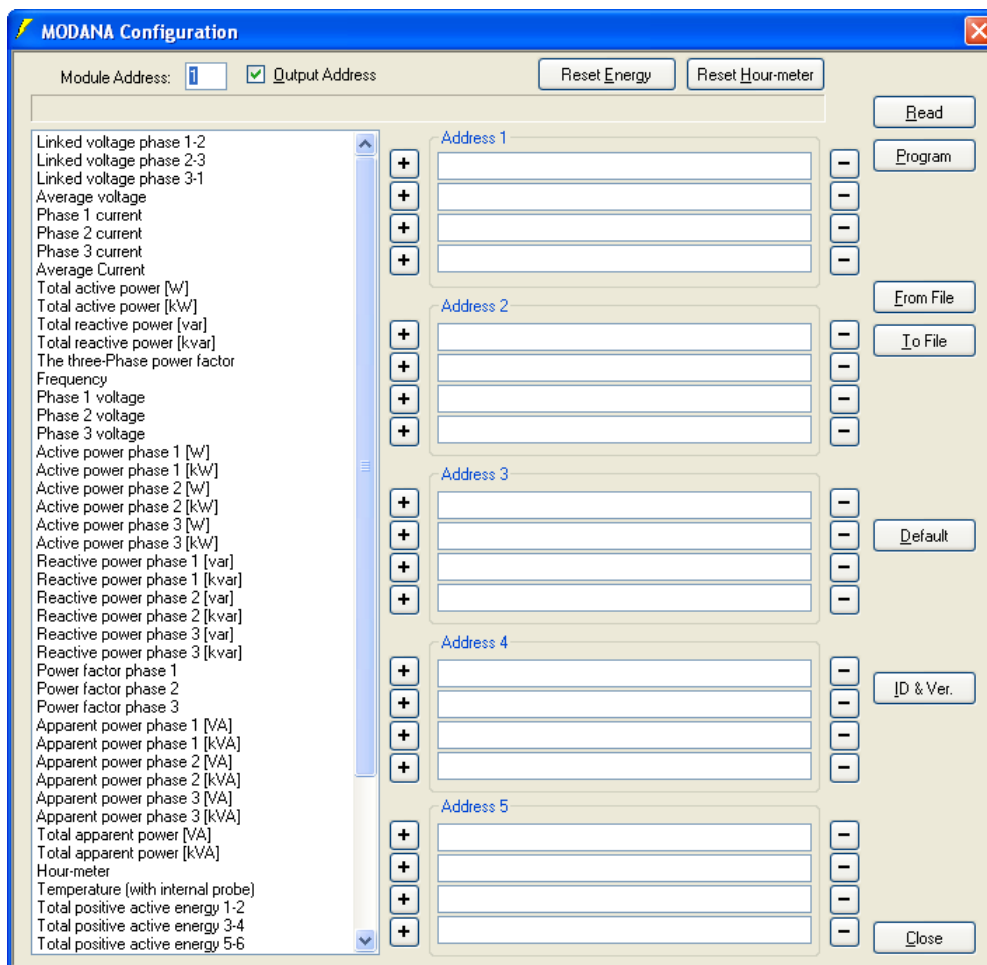 MODANA Configuration
Module Address: 1 Output Address Reset Energy Reset Hour-meter
Read
Program
From File
To File
Default
ID & Ver.
Close
Linked voltage phase 1-2
Linked voltage phase 2-3
Linked voltage phase 3-1
Average voltage
Phase 1 current
Phase 2 current
Phase 3 current
Average Current
Total active power [W]
Total active power [kW]
Total reactive power [var]
Total reactive power [kvar]
The three-Phase power factor
Frequency
Phase 1 voltage
Phase 2 voltage
Phase 3 voltage
Active power phase 1 [W]
Active power phase 1 [kW]
Active power phase 2 [W]
Active power phase 2 [kW]
Active power phase 3 [W]
Active power phase 3 [kW]
Reactive power phase 1 [var]
Reactive power phase 1 [kvar]
Reactive power phase 2 [var]
Reactive power phase 2 [kvar]
Reactive power phase 3 [var]
Reactive power phase 3 [kvar]
Power factor phase 1
Power factor phase 2
Power factor phase 3
Apparent power phase 1 [VA]
Apparent power phase 1 [kVA]
Apparent power phase 2 [VA]
Apparent power phase 2 [kVA]
Apparent power phase 3 [VA]
Apparent power phase 3 [kVA]
Total apparent power [VA]
Total apparent power [kVA]
Hour-meter
Temperature (with internal probe)
Total positive active energy 1-2
Total positive active energy 3-4
Total positive active energy 5-6
Address 1
+ −
+ −
+ −
+ −
Address 2
+ −
+ −
+ −
+ −
Address 3
+ −
+ −
+ −
+ −
Address 4
+ −
+ −
+ −
+ −
Address 5
+ −
+ −
+ −
+ −